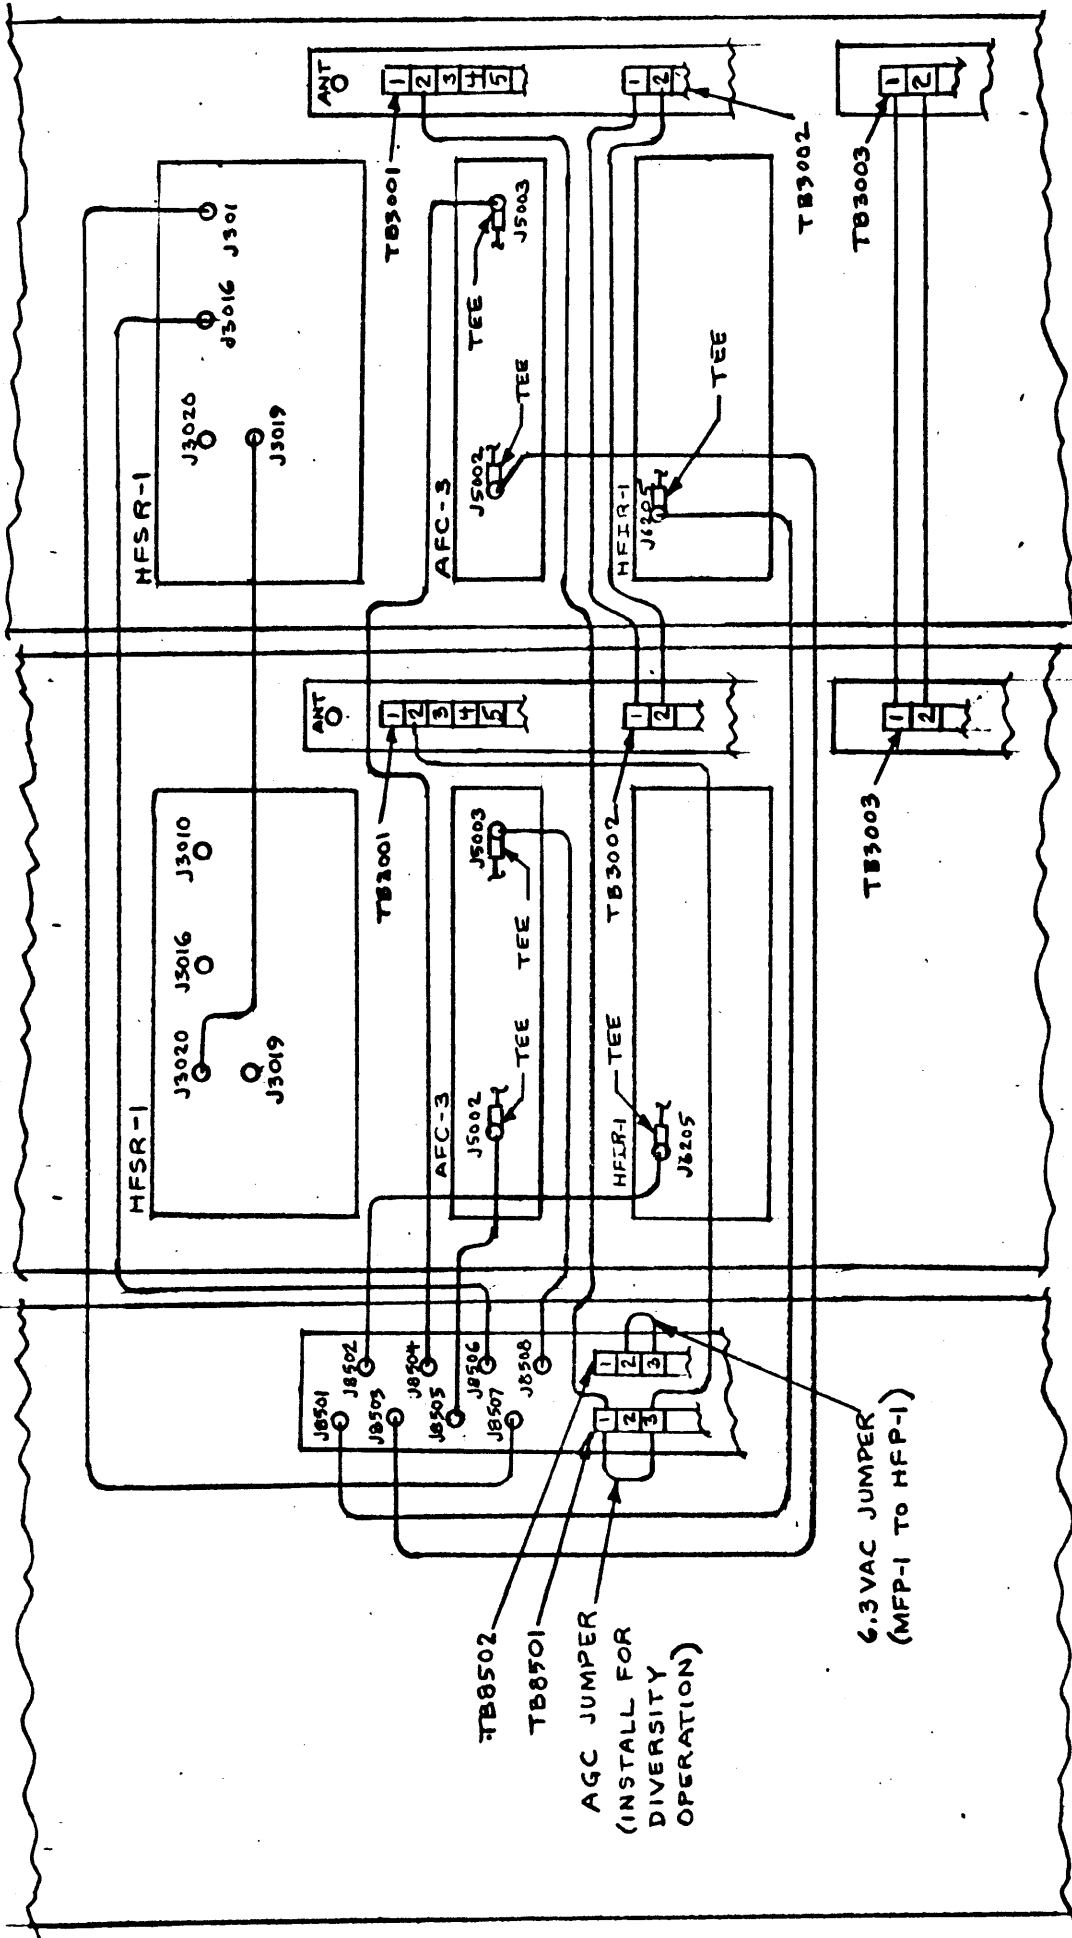 HFSR-1
J3020
J3016
J301
J3019
ANT
TB3001
1
2
3
4
5
AFC-3
J5002
TEE
TEE
J5003
HFIR-1
J6205
TEE
1
2
TB3002
1
2
TB3003
HFSR-1
J3020
J3016
J3010
J3019
ANT
1
2
3
4
5
TB3001
AFC-3
J5002
TEE
J5003
TEE
HFIR-1
TEE
J6205
1
2
TB3002
1
2
TB3003
J8501
J8502
J8503
J8504
J8505
J8506
J8507
J8508
1
2
3
1
2
3
TB8502
TB8501
AGC JUMPER
(INSTALL FOR
DIVERSITY
OPERATION)
6.3VAC JUMPER
(MFP-1 TO HFP-1)